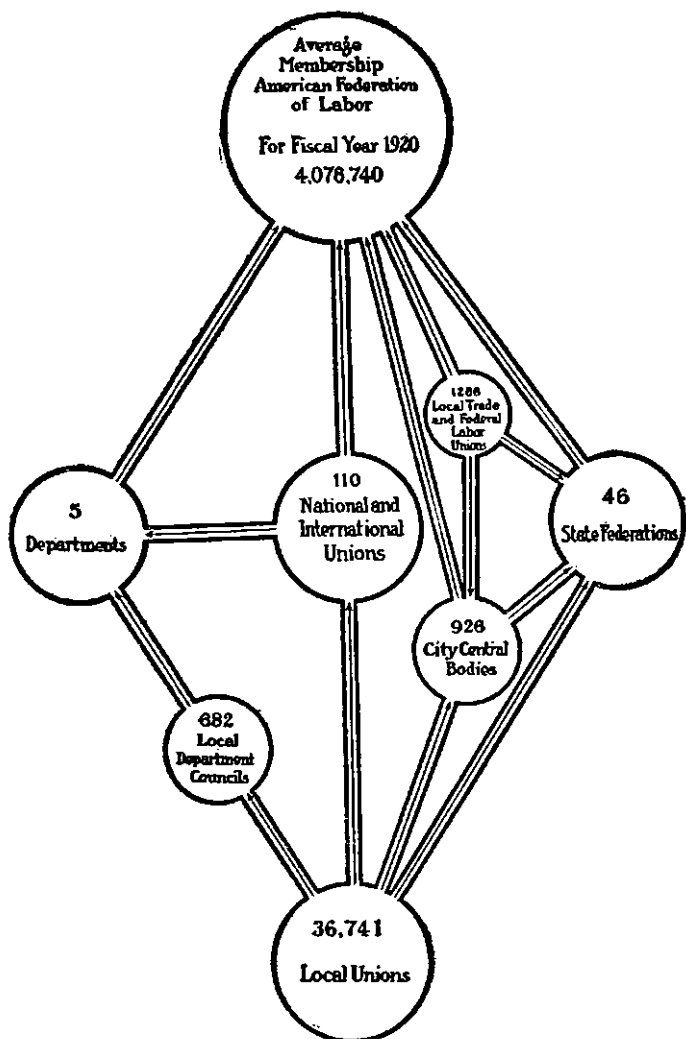 Average
Membership
American Federation
of Labor
For Fiscal Year 1920
4,078,740
1286
Local Trade
and Federal
Labor
Unions
5
Departments
110
National and
International
Unions
46
State Federations
926
City Central
Bodies
682
Local
Department
Councils
36,741
Local Unions